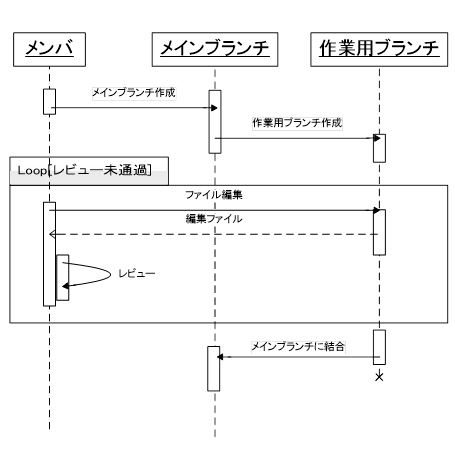 メンバ
メインブランチ
作業用ブランチ
メインブランチ作成
作業用ブランチ作成
Loop[レビュー未通過]
ファイル編集
編集ファイル
レビュー
メインブランチに結合